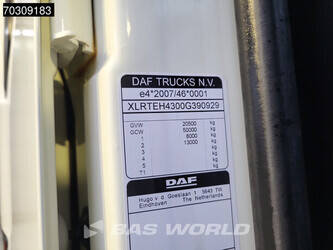 70309183
DAF TRUCKS N.V.
e4*2007/46*0001
XLRTEH4300G390929
GVW 20500 kg
GCW 50000 kg
1 8000 kg
2 13000 kg
3 kg
4 kg
5 kg
T1
DAF
Hugo v d Goeslaan 1 5643 TW
Eindhoven The Netherlands
BAS WORLD